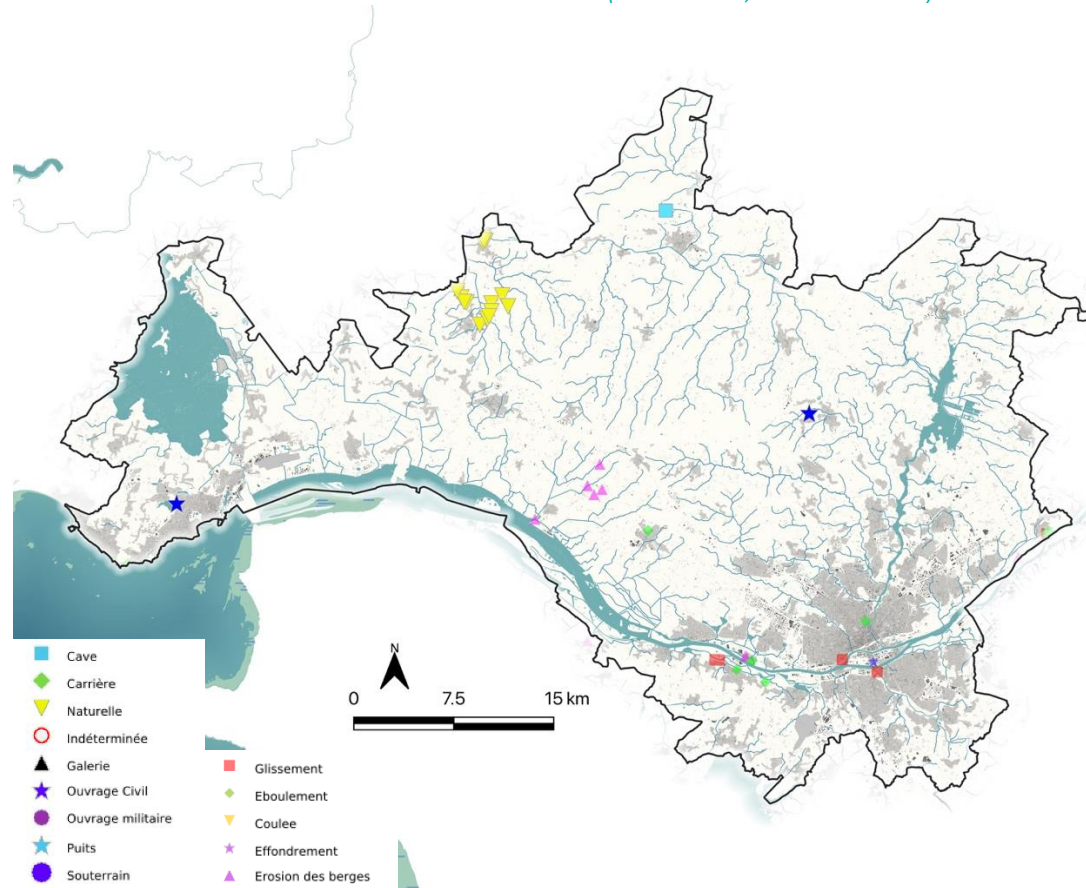 N
0 7.5 15 km
Cave
Carrière
Naturelle
Indéterminée
Galerie
Ouvrage Civil
Ouvrage militaire
Puits
Souterrain
Glissement
Eboulement
Coulee
Effondrement
Erosion des berges